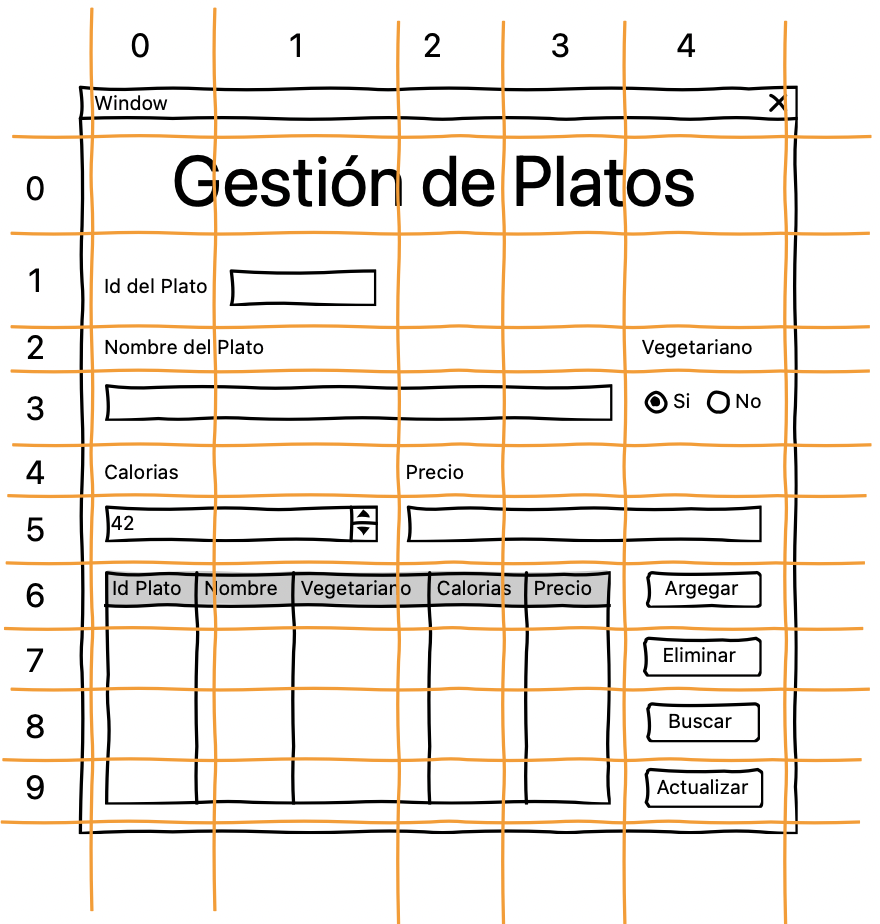 0 1 2 3 4
Window
0 Gestión de Platos
1 Id del Plato
2 Nombre del Plato Vegetariano
3 Si No
4 Calorias Precio
5 42
6 Id Plato Nombre Vegetariano Calorias Precio Argegar
7 Eliminar
8 Buscar
9 Actualizar